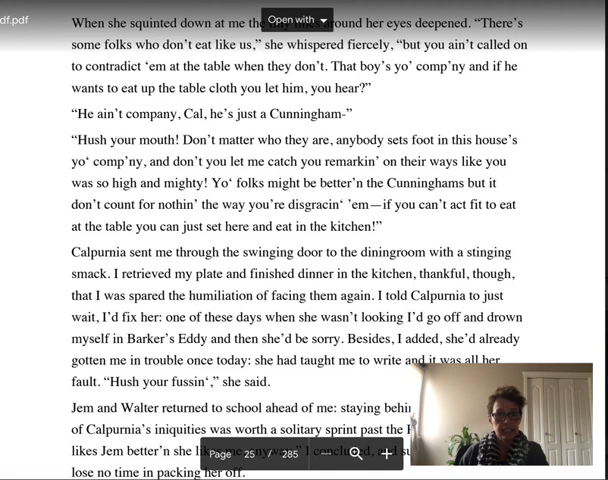 df.pdf
Open with
When she squinted down at me the tiny lines around her eyes deepened. “There’s
some folks who don’t eat like us,” she whispered fiercely, “but you ain’t called on
to contradict ‘em at the table when they don’t. That boy’s yo’ comp’ny and if he
wants to eat up the table cloth you let him, you hear?”
“He ain’t company, Cal, he’s just a Cunningham-”
“Hush your mouth! Don’t matter who they are, anybody sets foot in this house’s
yo‘ comp’ny, and don’t you let me catch you remarkin’ on their ways like you
was so high and mighty! Yo‘ folks might be better’n the Cunninghams but it
don’t count for nothin’ the way you’re disgracin‘ ’em—if you can’t act fit to eat
at the table you can just set here and eat in the kitchen!”
Calpurnia sent me through the swinging door to the diningroom with a stinging
smack. I retrieved my plate and finished dinner in the kitchen, thankful, though,
that I was spared the humiliation of facing them again. I told Calpurnia to just
wait, I’d fix her: one of these days when she wasn’t looking I’d go off and drown
myself in Barker’s Eddy and then she’d be sorry. Besides, I added, she’d already
gotten me in trouble once today: she had taught me to write and it was all her
fault. “Hush your fussin‘,” she said.
Jem and Walter returned to school ahead of me: staying
of Calpurnia’s iniquities was worth a solitary sprint past the
likes Jem better’n she
lose no time in packing her off.
Page 25 / 285